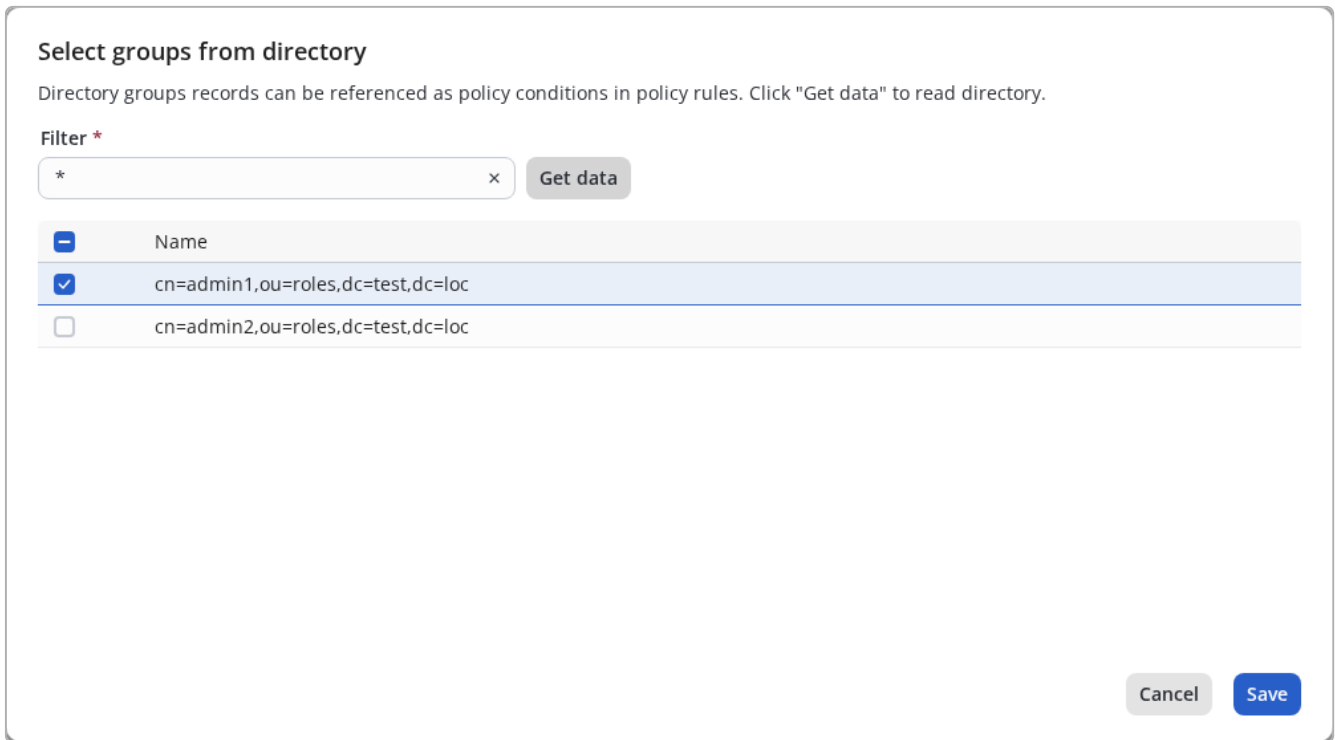 Select groups from directory
Directory groups records can be referenced as policy conditions in policy rules. Click "Get data" to read directory.
Filter *
* × Get data
Name
cn=admin1,ou=roles,dc=test,dc=loc
cn=admin2,ou=roles,dc=test,dc=loc
Cancel Save